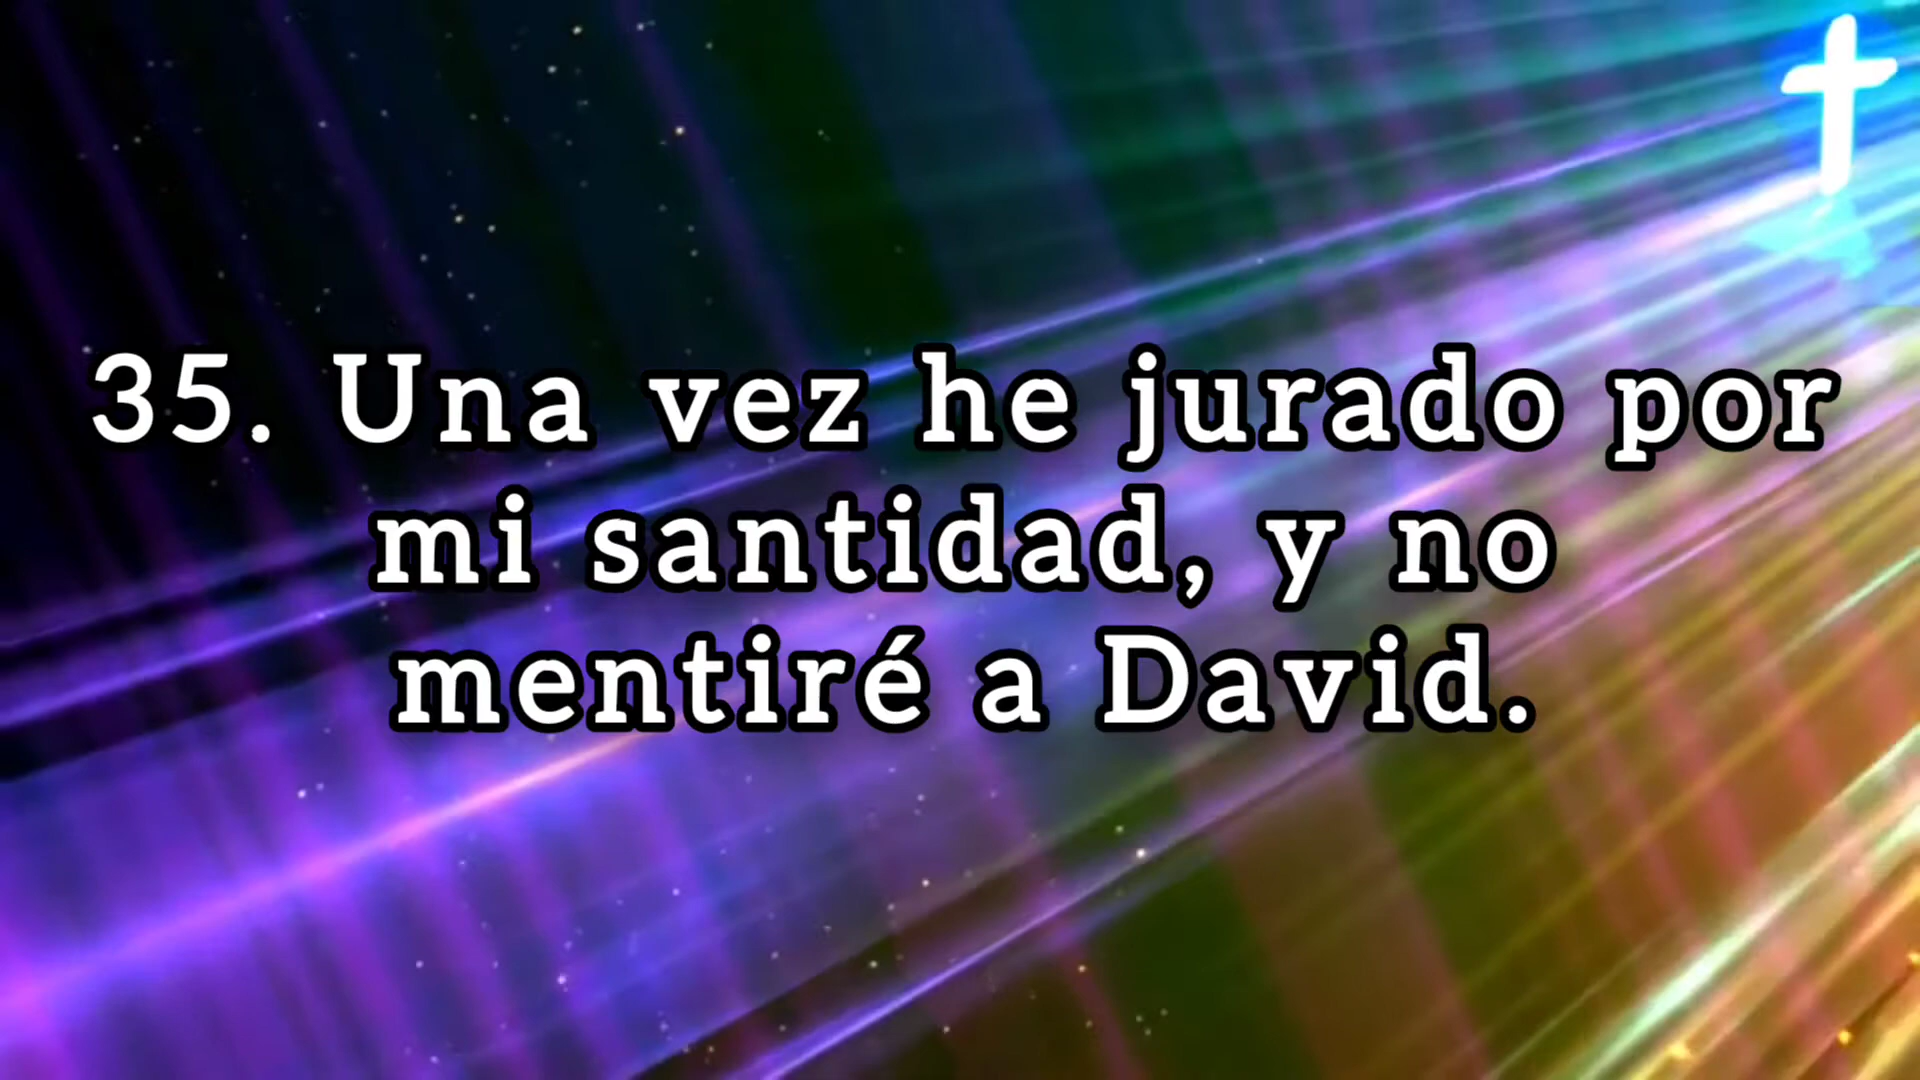 35. Una vez he jurado por
mi santidad, y no
mentiré a David.